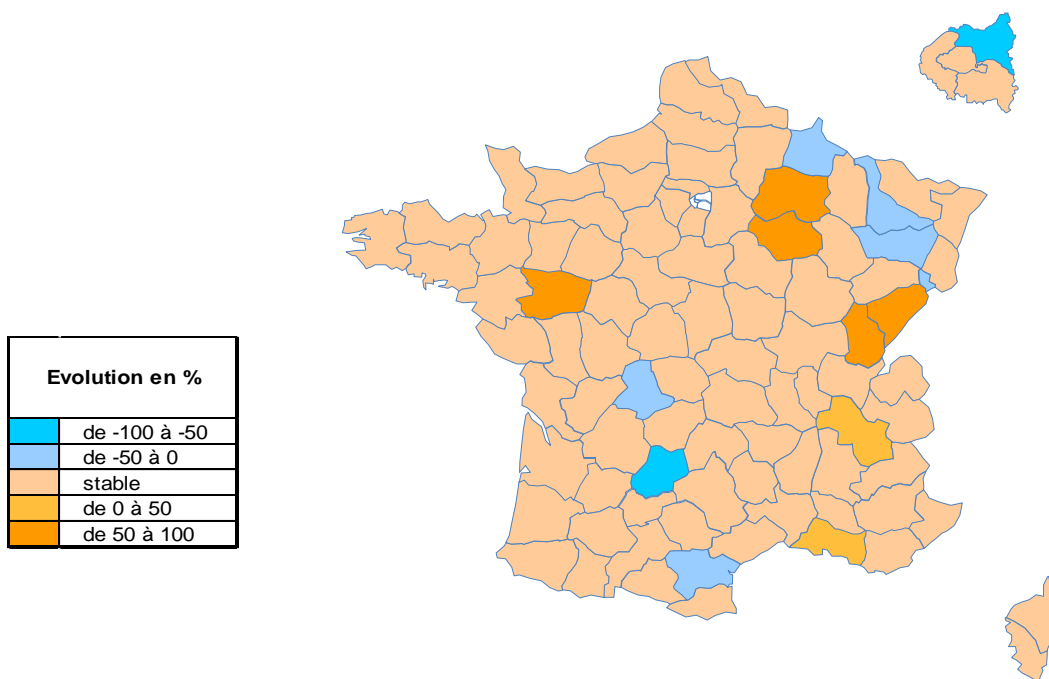 Evolution en %
de -100 à -50
de -50 à 0
stable
de 0 à 50
de 50 à 100